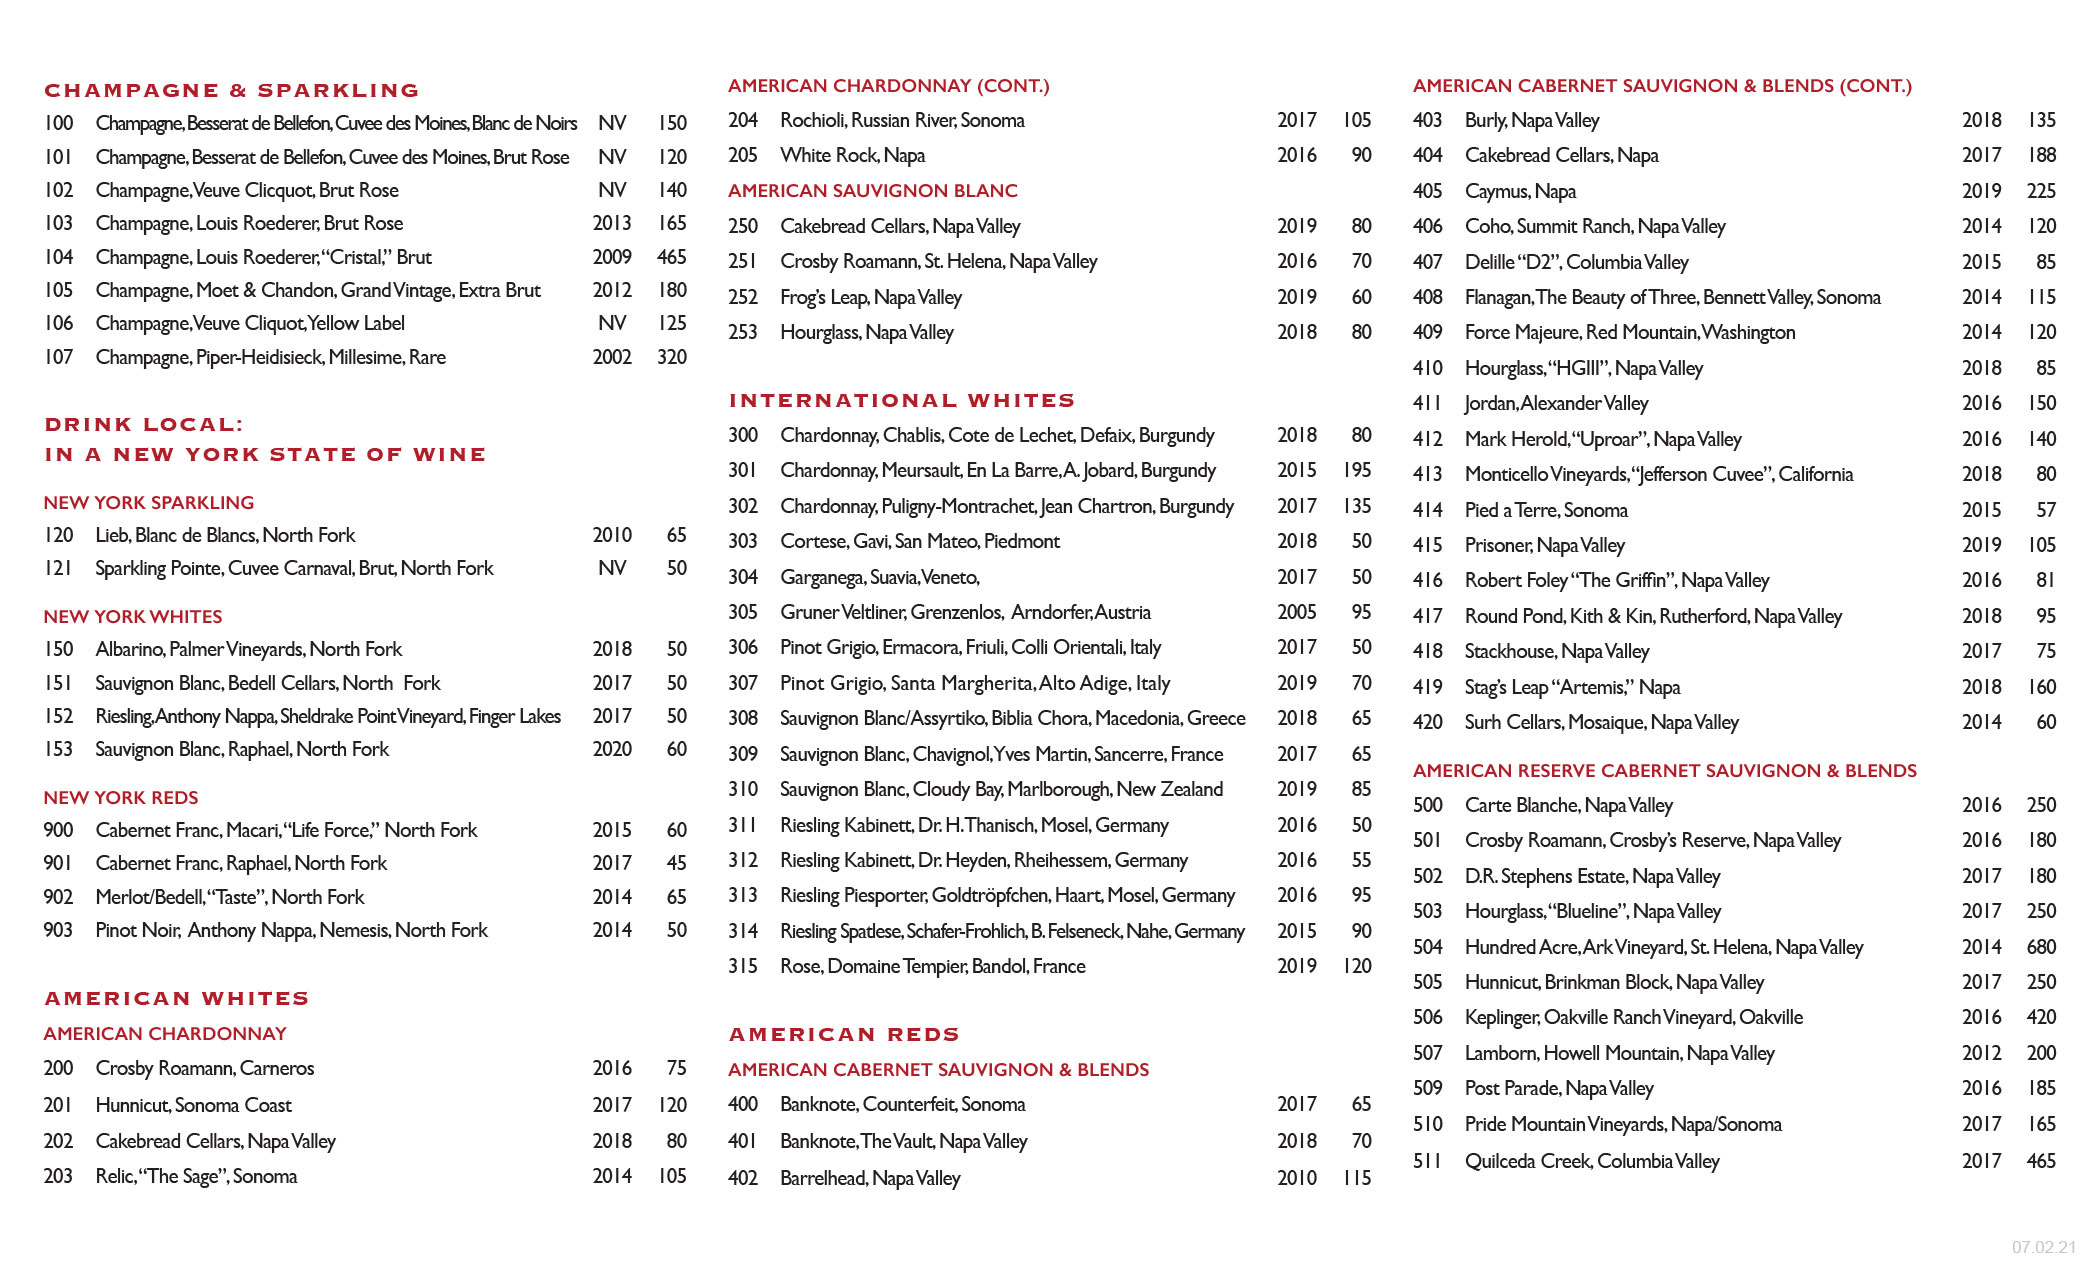 CHAMPAGNE & SPARKLING
100 Champagne, Besserat de Bellefon, Cuvee des Moines, Blanc de Noirs NV 150
101 Champagne, Besserat de Bellefon, Cuvee des Moines, Brut Rose NV 120
102 Champagne, Veuve Clicquot, Brut Rose NV 140
103 Champagne, Louis Roederer, Brut Rose 2013 165
104 Champagne, Louis Roederer, “Cristal,” Brut 2009 465
105 Champagne, Moet & Chandon, Grand Vintage, Extra Brut 2012 180
106 Champagne, Veuve Cliquot, Yellow Label NV 125
107 Champagne, Piper-Heidisieck, Millesime, Rare 2002 320
DRINK LOCAL:
IN A NEW YORK STATE OF WINE
NEW YORK SPARKLING
120 Lieb, Blanc de Blancs, North Fork 2010 65
121 Sparkling Pointe, Cuvee Carnaval, Brut, North Fork NV 50
NEW YORK WHITES
150 Albarino, Palmer Vineyards, North Fork 2018 50
151 Sauvignon Blanc, Bedell Cellars, North Fork 2017 50
152 Riesling, Anthony Nappa, Sheldrake Point Vineyard, Finger Lakes 2017 50
153 Sauvignon Blanc, Raphael, North Fork 2020 60
NEW YORK REDS
900 Cabernet Franc, Macari, “Life Force,” North Fork 2015 60
901 Cabernet Franc, Raphael, North Fork 2017 45
902 Merlot/Bedell, “Taste”, North Fork 2014 65
903 Pinot Noir, Anthony Nappa, Nemesis, North Fork 2014 50
AMERICAN WHITES
AMERICAN CHARDONNAY
200 Crosby Roamann, Carneros 2016 75
201 Hunnicut, Sonoma Coast 2017 120
202 Cakebread Cellars, Napa Valley 2018 80
203 Relic, “The Sage”, Sonoma 2014 105
AMERICAN CHARDONNAY (CONT.)
204 Rochioli, Russian River, Sonoma 2017 105
205 White Rock, Napa 2016 90
AMERICAN SAUVIGNON BLANC
250 Cakebread Cellars, Napa Valley 2019 80
251 Crosby Roamann, St. Helena, Napa Valley 2016 70
252 Frog’s Leap, Napa Valley 2019 60
253 Hourglass, Napa Valley 2018 80
INTERNATIONAL WHITES
300 Chardonnay, Chablis, Cote de Lechet, Defaix, Burgundy 2018 80
301 Chardonnay, Meursault, En La Barre, A. Jobard, Burgundy 2015 195
302 Chardonnay, Puligny-Montrachet, Jean Chartron, Burgundy 2017 135
303 Cortese, Gavi, San Mateo, Piedmont 2018 50
304 Garganega, Suavia, Veneto, 2017 50
305 Gruner Veltliner, Grenzenlos, Arndorfer, Austria 2005 95
306 Pinot Grigio, Ermacora, Friuli, Colli Orientali, Italy 2017 50
307 Pinot Grigio, Santa Margherita, Alto Adige, Italy 2019 70
308 Sauvignon Blanc/Assyrtiko, Biblia Chora, Macedonia, Greece 2018 65
309 Sauvignon Blanc, Chavignol, Yves Martin, Sancerre, France 2017 65
310 Sauvignon Blanc, Cloudy Bay, Marlborough, New Zealand 2019 85
311 Riesling Kabinett, Dr. H. Thanisch, Mosel, Germany 2016 50
312 Riesling Kabinett, Dr. Heyden, Rheihessem, Germany 2016 55
313 Riesling Piesporter, Goldtröpfchen, Haart, Mosel, Germany 2016 95
314 Riesling Spatlese, Schafer-Frohlich, B. Felseneck, Nahe, Germany 2015 90
315 Rose, Domaine Tempier, Bandol, France 2019 120
AMERICAN REDS
AMERICAN CABERNET SAUVIGNON & BLENDS
400 Banknote, Counterfeit, Sonoma 2017 65
401 Banknote, The Vault, Napa Valley 2018 70
402 Barrelhead, Napa Valley 2010 115
AMERICAN CABERNET SAUVIGNON & BLENDS (CONT.)
403 Burly, Napa Valley 2018 135
404 Cakebread Cellars, Napa 2017 188
405 Caymus, Napa 2019 225
406 Coho, Summit Ranch, Napa Valley 2014 120
407 Delille “D2”, Columbia Valley 2015 85
408 Flanagan, The Beauty of Three, Bennett Valley, Sonoma 2014 115
409 Force Majeure, Red Mountain, Washington 2014 120
410 Hourglass, “HGIII”, Napa Valley 2018 85
411 Jordan, Alexander Valley 2016 150
412 Mark Herold, “Uproar”, Napa Valley 2016 140
413 Monticello Vineyards, “Jefferson Cuvee”, California 2018 80
414 Pied a Terre, Sonoma 2015 57
415 Prisoner, Napa Valley 2019 105
416 Robert Foley “The Griffin”, Napa Valley 2016 81
417 Round Pond, Kith & Kin, Rutherford, Napa Valley 2018 95
418 Stackhouse, Napa Valley 2017 75
419 Stag’s Leap “Artemis,” Napa 2018 160
420 Surh Cellars, Mosaique, Napa Valley 2014 60
AMERICAN RESERVE CABERNET SAUVIGNON & BLENDS
500 Carte Blanche, Napa Valley 2016 250
501 Crosby Roamann, Crosby’s Reserve, Napa Valley 2016 180
502 D.R. Stephens Estate, Napa Valley 2017 180
503 Hourglass, “Blueline”, Napa Valley 2017 250
504 Hundred Acre, Ark Vineyard, St. Helena, Napa Valley 2014 680
505 Hunnicut, Brinkman Block, Napa Valley 2017 250
506 Keplinger, Oakville Ranch Vineyard, Oakville 2016 420
507 Lamborn, Howell Mountain, Napa Valley 2012 200
509 Post Parade, Napa Valley 2016 185
510 Pride Mountain Vineyards, Napa/Sonoma 2017 165
511 Quilceda Creek, Columbia Valley 2017 465
07.02.21